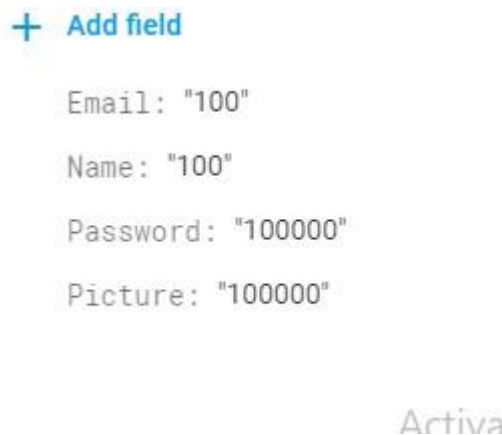 + Add field
Email: "100"
Name: "100"
Password: "100000"
Picture: "100000"
Activa